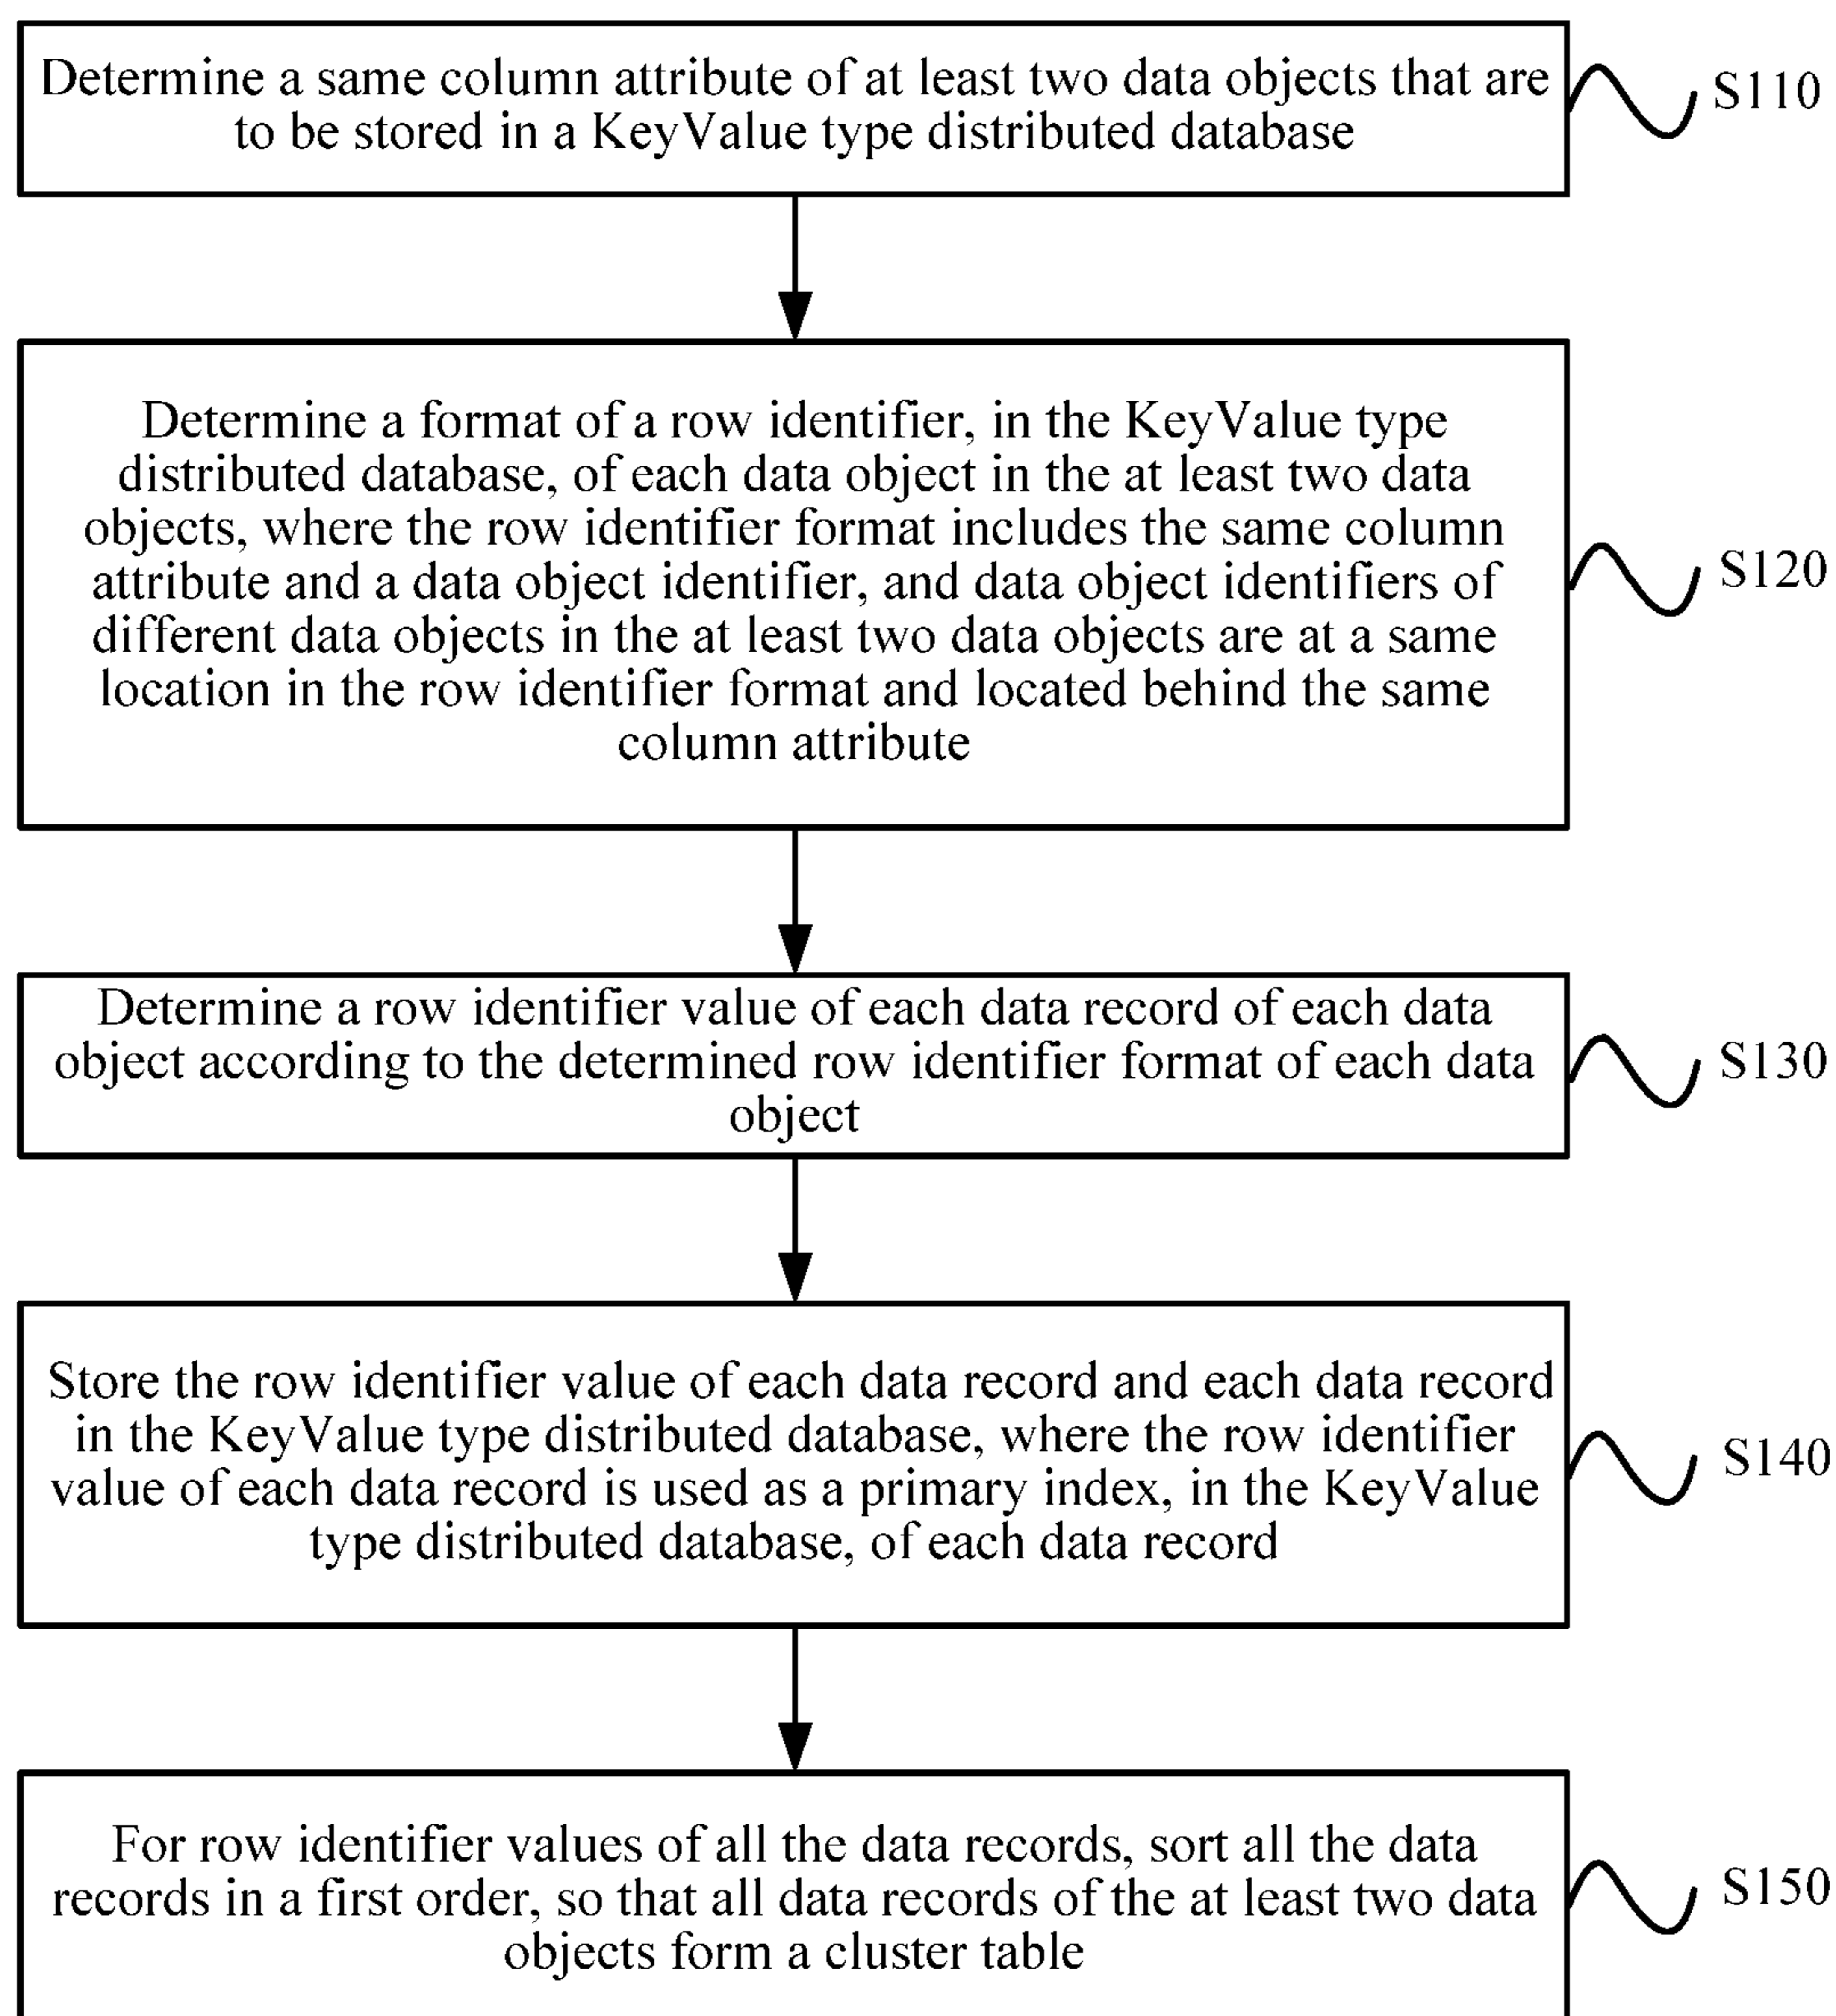 Determine a same column attribute of at least two data objects that are
to be stored in a KeyValue type distributed database
S110
Determine a format of a row identifier, in the KeyValue type
distributed database, of each data object in the at least two data
objects, where the row identifier format includes the same column
attribute and a data object identifier, and data object identifiers of
different data objects in the at least two data objects are at a same
location in the row identifier format and located behind the same
column attribute
S120
Determine a row identifier value of each data record of each data
object according to the determined row identifier format of each data
object
S130
Store the row identifier value of each data record and each data record
in the KeyValue type distributed database, where the row identifier
value of each data record is used as a primary index, in the KeyValue
type distributed database, of each data record
S140
For row identifier values of all the data records, sort all the data
records in a first order, so that all data records of the at least two data
objects form a cluster table
S150